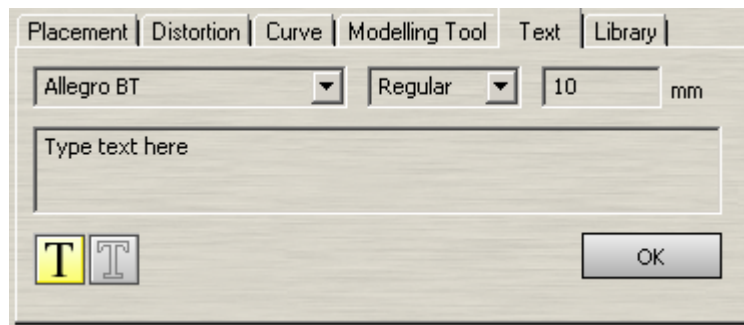 Placement Distortion Curve Modelling Tool Text Library
Allegro BT Regular 10 mm
Type text here
T T OK